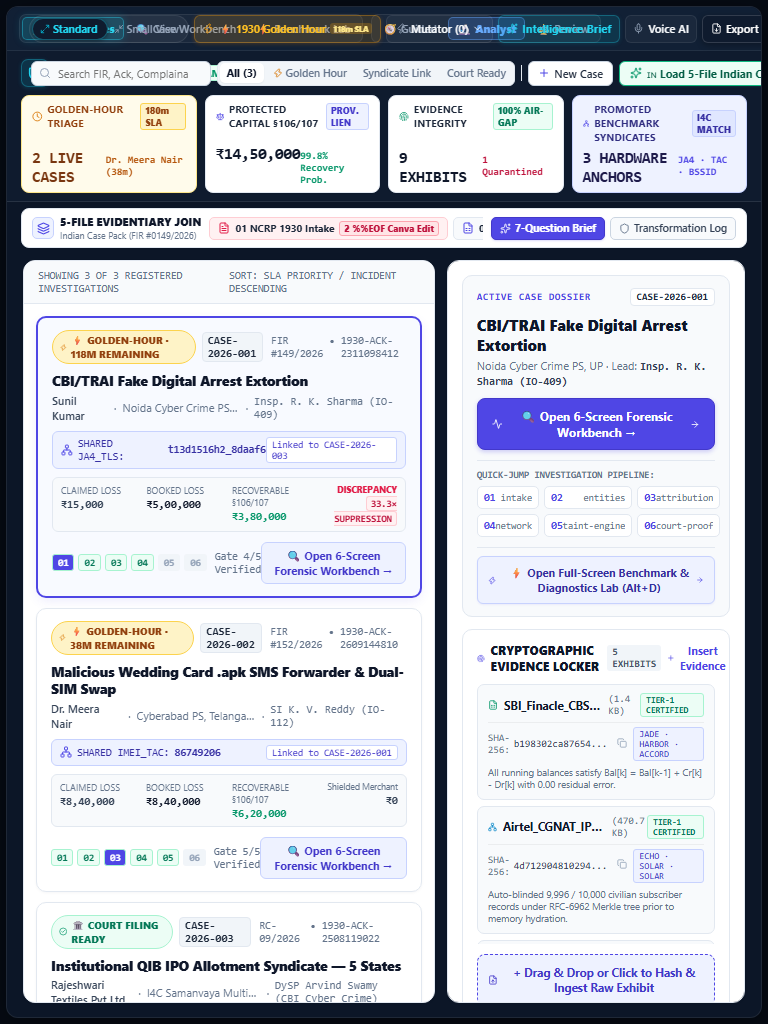 Standard
1930 Golden Hour
180m SLA
Mutator (0)
Analyst
Intelligence Brief
Voice AI
Export
Search FIR, Ack, Complaina
All (3)
Golden Hour
Syndicate Link
Court Ready
New Case
IN Load 5-File Indian C
GOLDEN-HOUR TRIAGE
180m SLA
2 LIVE CASES
Dr. Meera Nair (38m)
PROTECTED CAPITAL §106/107
PROV. LIEN
₹14,50,000
99.8% Recovery Prob.
EVIDENCE INTEGRITY
100% AIR-GAP
9 EXHIBITS
1 Quarantined
PROMOTED BENCHMARK SYNDICATES
I4C MATCH
3 HARDWARE ANCHORS
JA4 · TAC · BSSID
5-FILE EVIDENTIARY JOIN
Indian Case Pack (FIR #0149/2026)
01 NCRP 1930 Intake
2 %%EOF Canva Edit
7-Question Brief
Transformation Log
SHOWING 3 OF 3 REGISTERED INVESTIGATIONS
SORT: SLA PRIORITY / INCIDENT DESCENDING
GOLDEN-HOUR · 118M REMAINING
CASE-2026-001
FIR #149/2026
• 1930-ACK-2311098412
CBI/TRAI Fake Digital Arrest Extortion
Sunil Kumar
· Noida Cyber Crime PS...
· Insp. R. K. Sharma (IO-409)
SHARED JA4_TLS:
t13d1516h2_8daaf6
Linked to CASE-2026-003
CLAIMED LOSS
₹15,000
BOOKED LOSS
₹5,00,000
RECOVERABLE §106/107
₹3,80,000
DISCREPANCY 33.3× SUPPRESSION
01 02 03 04 05 06
Gate 4/5 Verified
Open 6-Screen Forensic Workbench →
GOLDEN-HOUR · 38M REMAINING
CASE-2026-002
FIR #152/2026
• 1930-ACK-2609144810
Malicious Wedding Card .apk SMS Forwarder & Dual-SIM Swap
Dr. Meera Nair
· Cyberabad PS, Telanga...
· SI K. V. Reddy (IO-112)
SHARED IMEI_TAC: 86749206
Linked to CASE-2026-001
CLAIMED LOSS
₹8,40,000
BOOKED LOSS
₹8,40,000
RECOVERABLE §106/107
₹6,20,000
Shielded Merchant
₹0
01 02 03 04 05 06
Gate 5/5 Verified
Open 6-Screen Forensic Workbench →
COURT FILING READY
CASE-2026-003
RC-09/2026
• 1930-ACK-2508119022
Institutional QIB IPO Allotment Syndicate — 5 States
Rajeshwari Textiles Pvt Ltd
· I4C Samanvaya Multi...
· DySP Arvind Swamy (CBI Cyber Crime)
ACTIVE CASE DOSSIER
CASE-2026-001
CBI/TRAI Fake Digital Arrest Extortion
Noida Cyber Crime PS, UP · Lead: Insp. R. K. Sharma (IO-409)
Open 6-Screen Forensic Workbench →
QUICK-JUMP INVESTIGATION PIPELINE:
01 intake
02 entities
03 attribution
04 network
05 taint-engine
06 court-proof
Open Full-Screen Benchmark & Diagnostics Lab (Alt+D)
CRYPTOGRAPHIC EVIDENCE LOCKER
5 EXHIBITS
+ Insert Evidence
SBI_Finacle_CBS...
(1.4 KB)
TIER-1 CERTIFIED
SHA-256:
b198302ca87654...
JADE · HARBOR · ACCORD
All running balances satisfy Bal[k] = Bal[k-1] + Cr[k] - Dr[k] with 0.00 residual error.
Airtel_CGNAT_IP...
(470.7 KB)
TIER-1 CERTIFIED
SHA-256:
4d712904810294...
ECHO · SOLAR · SOLAR
Auto-blinded 9,996 / 10,000 civilian subscriber records under RFC-6962 Merkle tree prior to memory hydration.
+ Drag & Drop or Click to Hash & Ingest Raw Exhibit